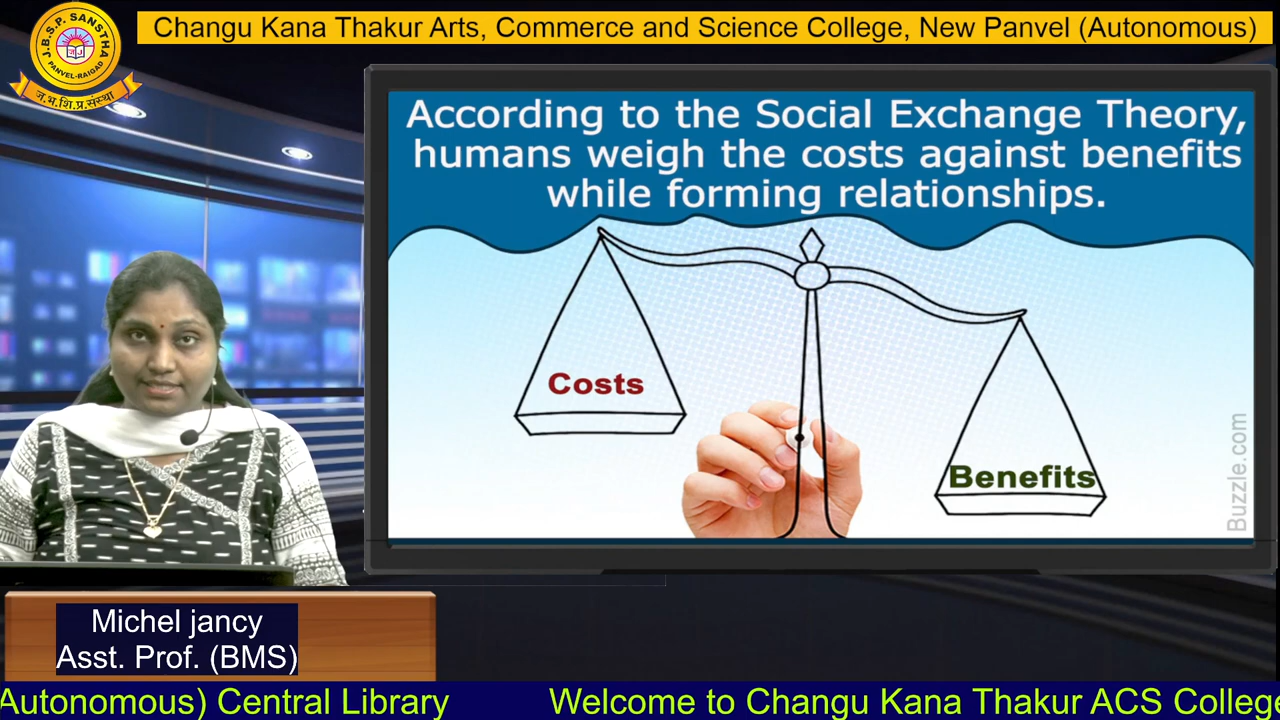 J.B.S.P. SANSTHA
PANVEL-RAIGAD
ज.भ.शि.प्र.संस्था
Changu Kana Thakur Arts, Commerce and Science College, New Panvel (Autonomous)
According to the Social Exchange Theory,
humans weigh the costs against benefits
while forming relationships.
Costs
Benefits
Buzzle.com
Michel jancy
Asst. Prof. (BMS)
Autonomous) Central Library Welcome to Changu Kana Thakur ACS College